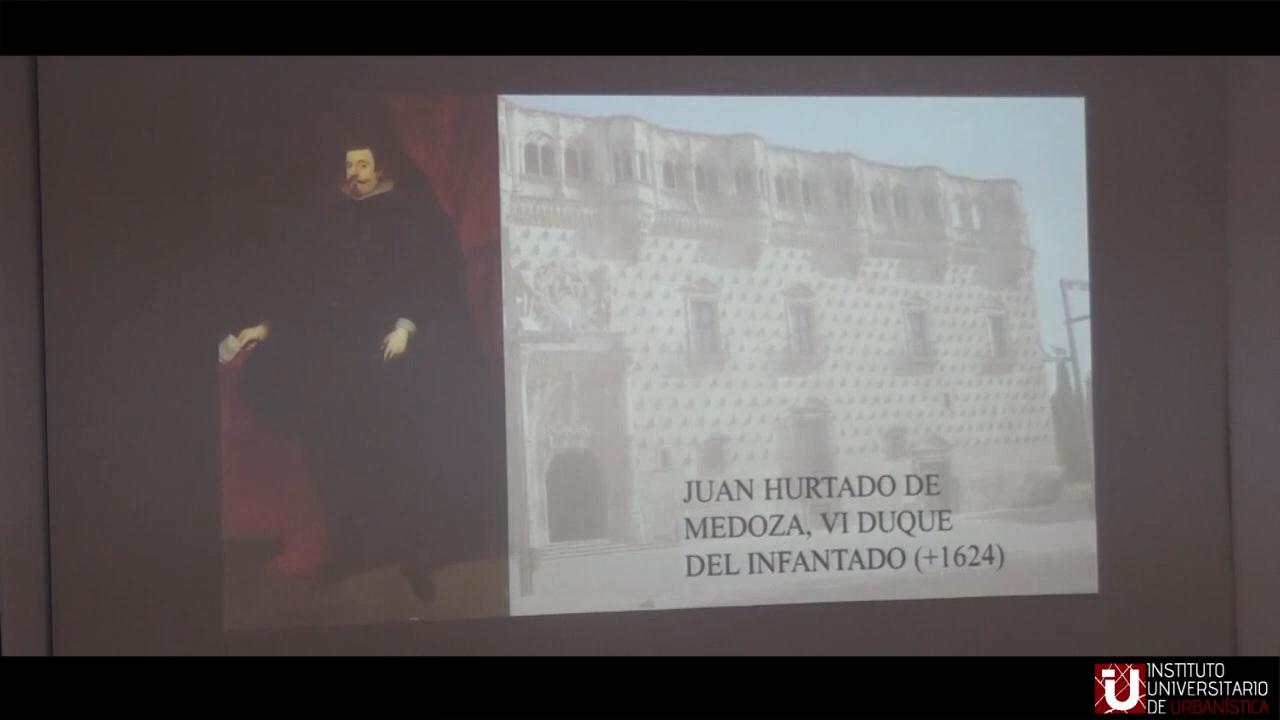 JUAN HURTADO DE
MEDOZA, VI DUQUE
DEL INFANTADO (+1624)
INSTITUTO
UNIVERSITARIO
DE URBANÍSTICA